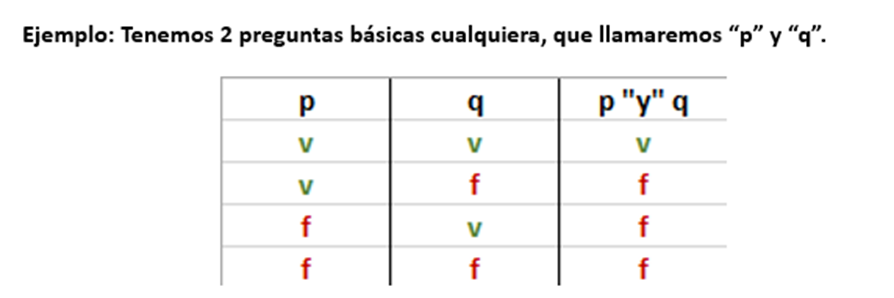 Ejemplo: Tenemos 2 preguntas básicas cualquiera, que llamaremos “p” y “q”.
p q p "y" q
v v v
v f f
f v f
f f f